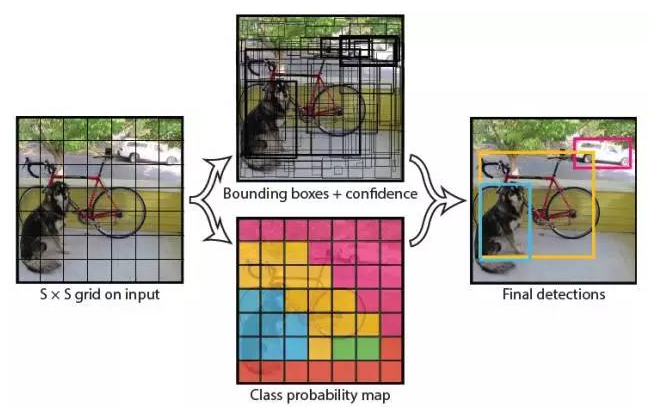 Bounding boxes + confidence
S × S grid on input
Final detections
Class probability map